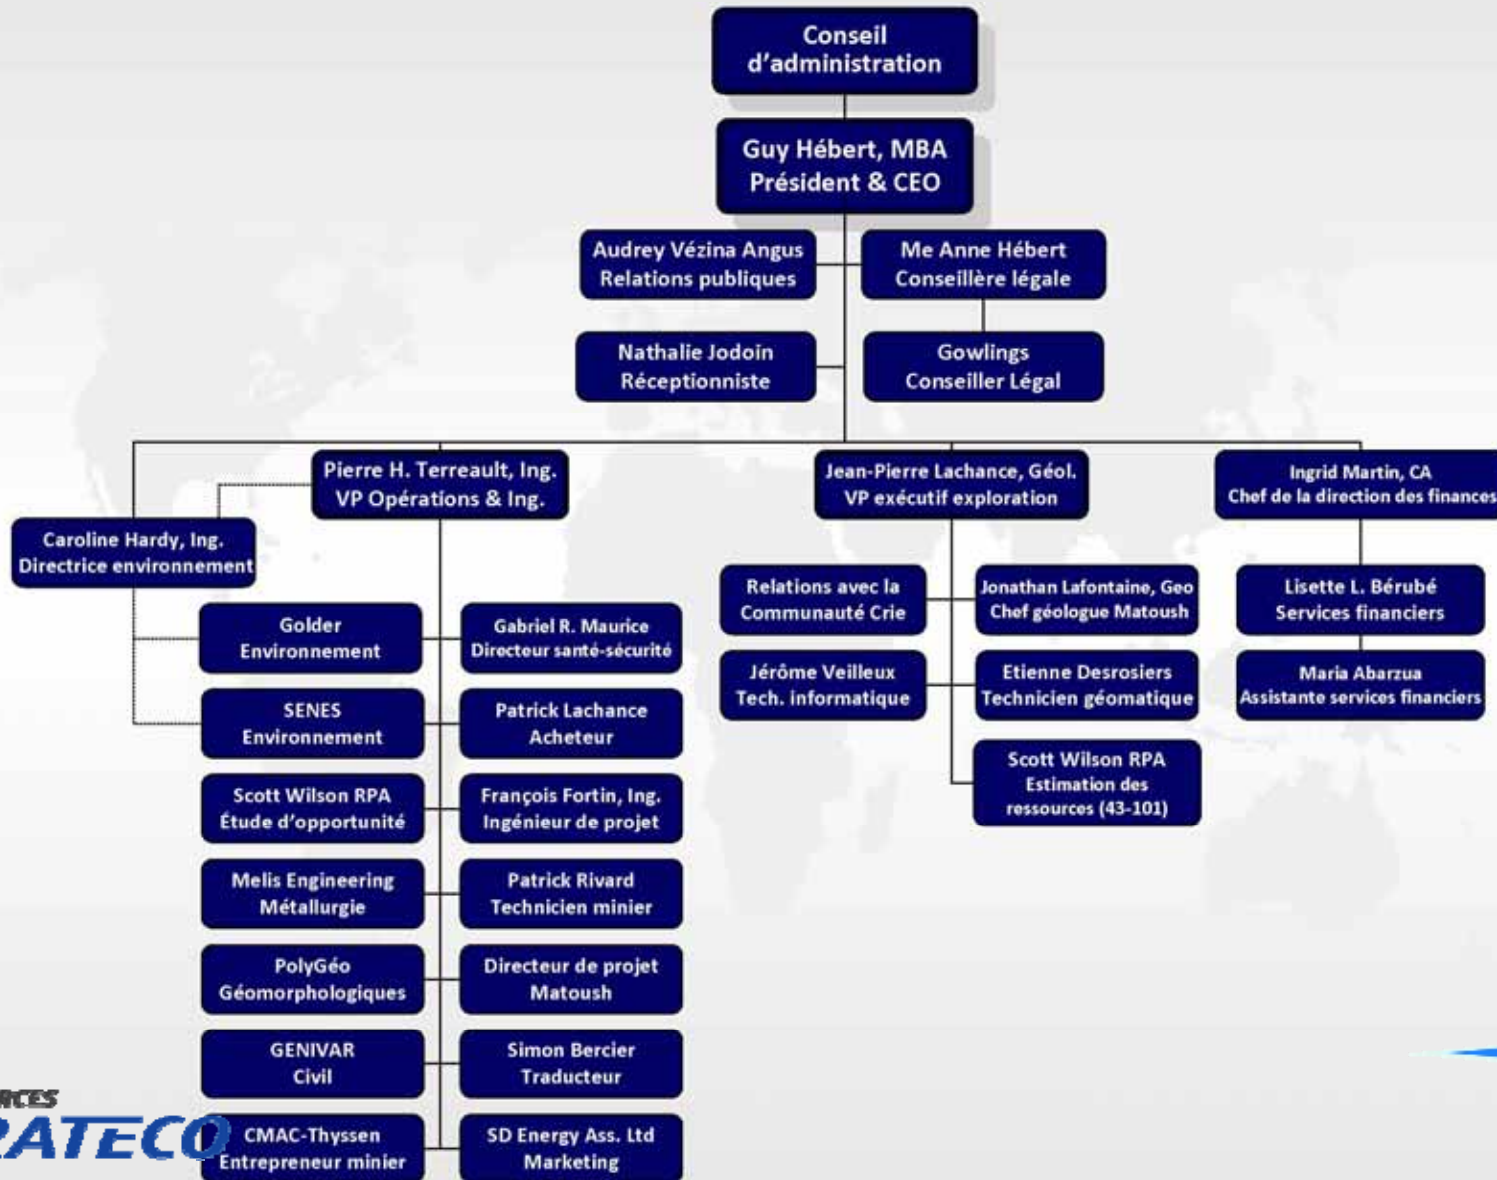 Conseil
d'administration
Guy Hébert, MBA
Président & CEO
Audrey Vézina Angus
Relations publiques
Me Anne Hébert
Conseillère légale
Nathalie Jodoin
Réceptionniste
Gowlings
Conseiller Légal
Pierre H. Terreault, Ing.
VP Opérations & Ing.
Jean-Pierre Lachance, Géol.
VP exécutif exploration
Ingrid Martin, CA
Chef de la direction des finances
Caroline Hardy, Ing.
Directrice environnement
Golder
Environnement
Gabriel R. Maurice
Directeur santé-sécurité
SENES
Environnement
Patrick Lachance
Acheteur
Scott Wilson RPA
Étude d'opportunité
François Fortin, Ing.
Ingénieur de projet
Melis Engineering
Métallurgie
Patrick Rivard
Technicien minier
PolyGéo
Géomorphologiques
Directeur de projet
Matoush
GENIVAR
Civil
Simon Bercier
Traducteur
CMAC-Thyssen
Entrepreneur minier
SD Energy Ass. Ltd
Marketing
Relations avec la
Communauté Crie
Jonathan Lafontaine, Geo
Chef géologue Matoush
Jérôme Veilleux
Tech. informatique
Etienne Desrosiers
Technicien géomatique
Scott Wilson RPA
Estimation des
ressources (43-101)
Lisette L. Bérubé
Services financiers
Maria Abarzua
Assistante services financiers
RCES
RATECO